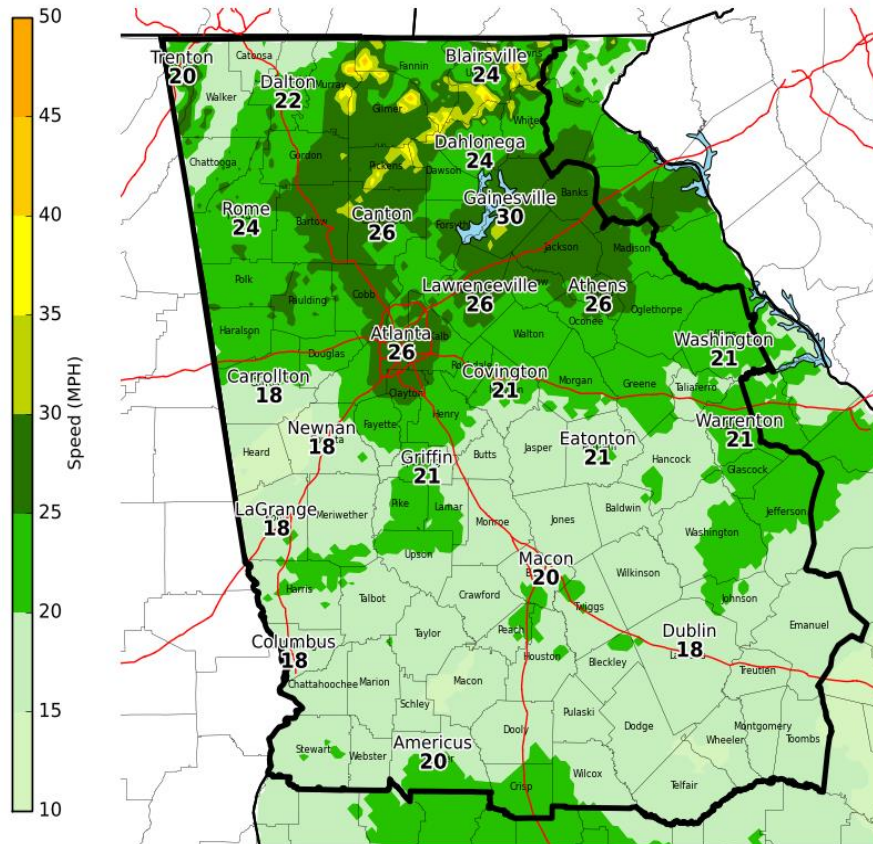 50
45
40
35
30
25
20
15
10
Speed (MPH)
Trenton
20
Catoosa
Walker
Dalton
22
Murray
Fannin
Blairsville
24
Gilmer
White
Chattooga
Gordon
Pickens
Dahlonega
24
Dawson
Rome
24
Bartow
Canton
26
Forsyth
Gainesville
30
Banks
Jackson
Madison
Polk
Paulding
Cobb
Lawrenceville
26
Athens
26
Oconee
Oglethorpe
Haralson
Douglas
Atlanta
26
Walton
Washington
21
Carrollton
18
Clayton
Covington
21
Morgan
Greene
Taliaferro
Newnan
18
Fayette
Henry
Warrenton
21
Heard
Griffin
21
Butts
Jasper
Eatonton
21
Hancock
Glascock
LaGrange
18
Meriwether
Pike
Lamar
Monroe
Jones
Baldwin
Washington
Jefferson
Upson
Macon
20
Wilkinson
Harris
Talbot
Crawford
Twiggs
Johnson
Emanuel
Columbus
18
Taylor
Peach
Houston
Bleckley
Dublin
18
Treutlen
Chattahoochee
Marion
Macon
Schley
Dooly
Pulaski
Dodge
Wheeler
Montgomery
Toombs
Stewart
Webster
Americus
20
Crisp
Wilcox
Telfair